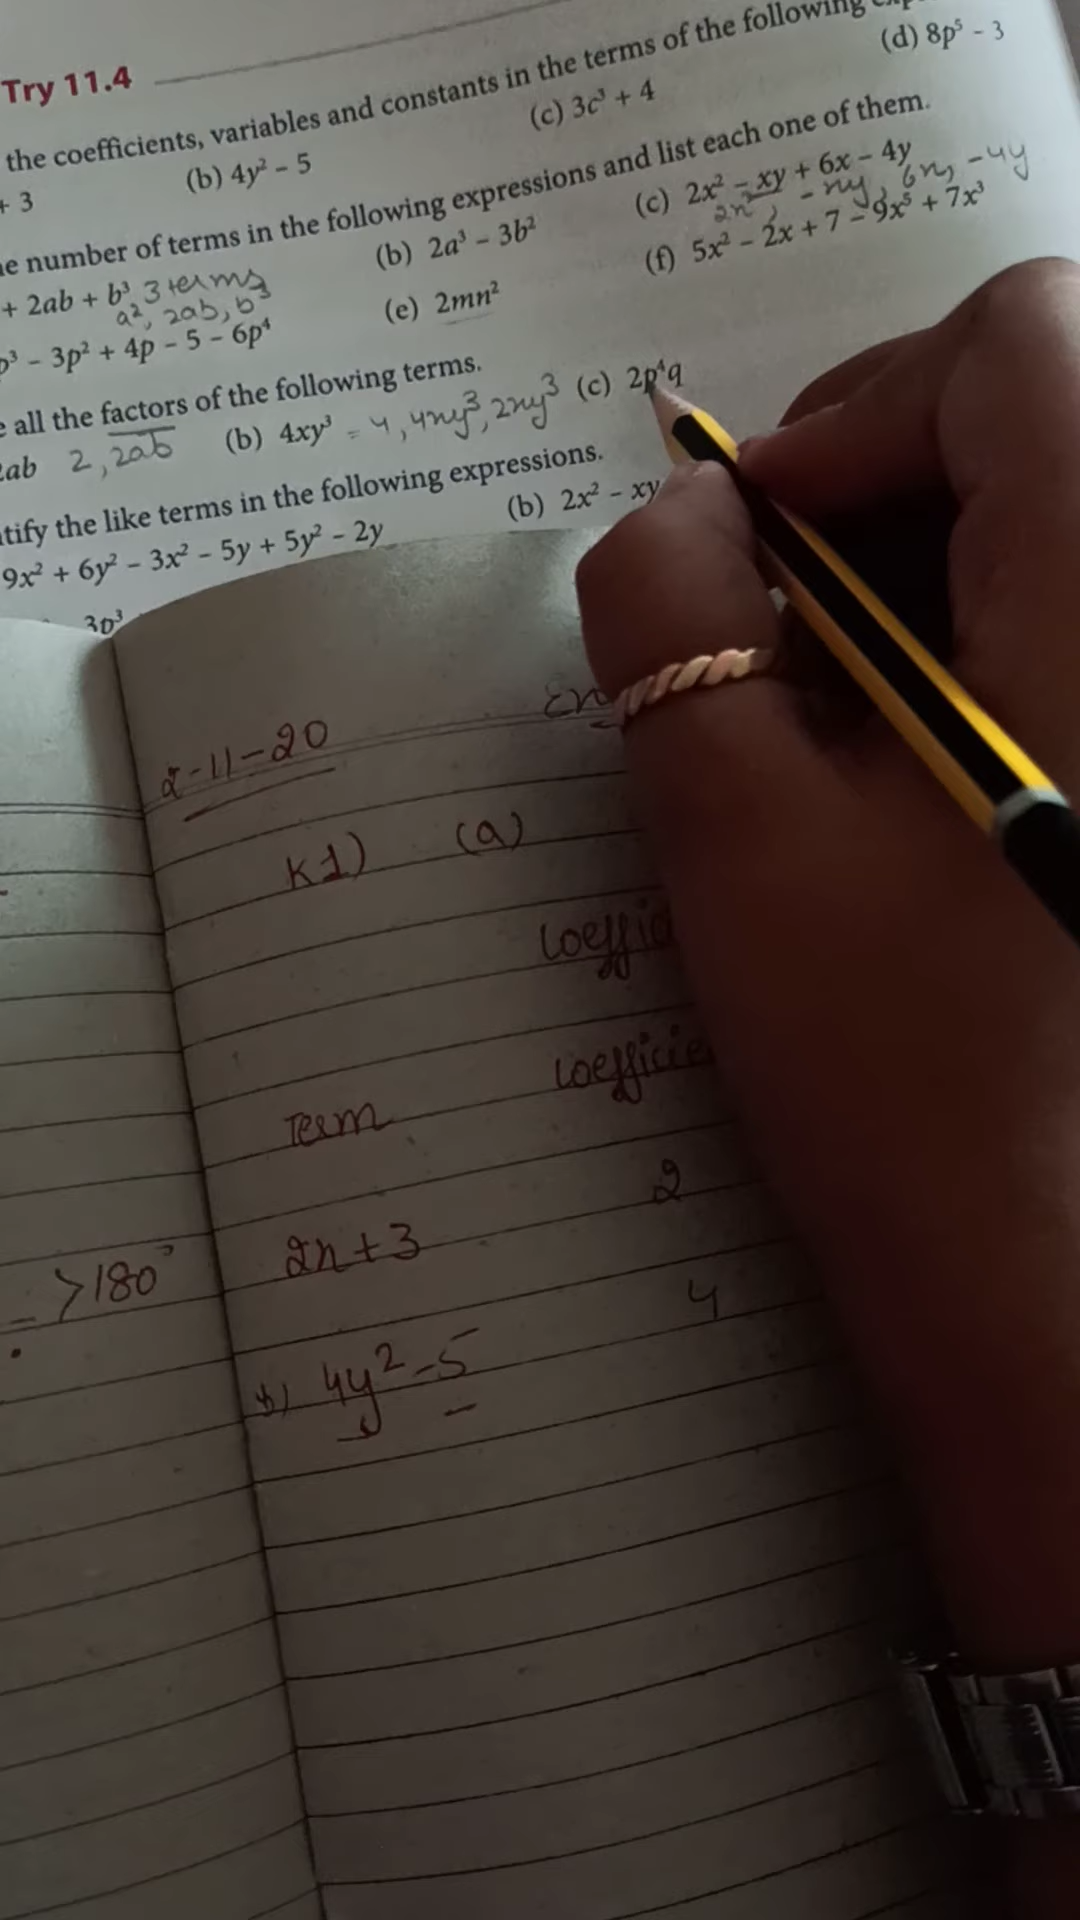 Try 11.4
the coefficients, variables and constants in the terms of the following
+ 3 (b) 4y² – 5 (c) 3c³ + 4 (d) 8p⁵ – 3
number of terms in the following expressions and list each one of them.
+ 2ab + b³ 3 terms (b) 2a³ – 3b² (c) 2x² – xy + 6x – 4y
a², 2ab, b³ 2x², – xy, 6x, –4y
p³ – 3p² + 4p – 5 – 6p⁴ (e) 2mn² (f) 5x² – 2x + 7 – 9x⁵ + 7x³
all the factors of the following terms.
2ab 2, 2ab (b) 4xy³ = 4, 4xy³, 2xy³ (c) 2p⁴q
tify the like terms in the following expressions.
9x² + 6y² – 3x² – 5y + 5y² – 2y (b) 2x² – xy
2-11-20
K1) (a)
Term
2x + 3 2
b) 4y² – 5 4
> 180°